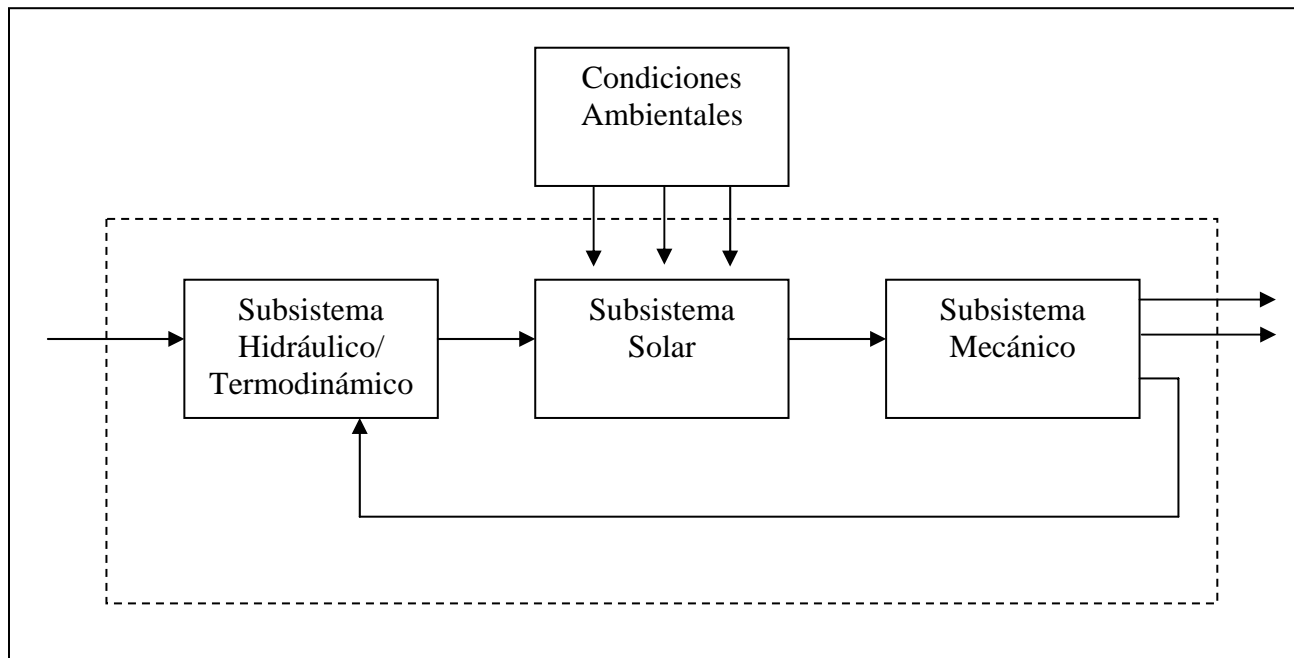 Condiciones
Ambientales
Subsistema
Hidráulico/
Termodinámico
Subsistema
Solar
Subsistema
Mecánico